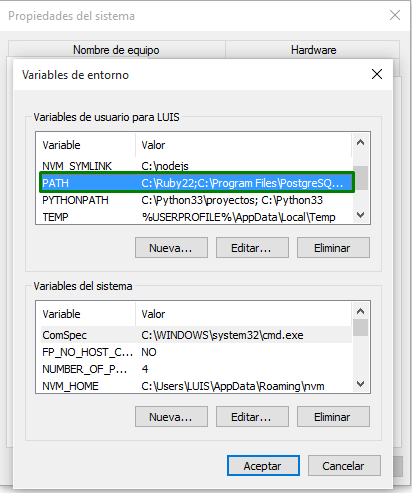 Propiedades del sistema
Nombre de equipo Hardware
Variables de entorno
Variables de usuario para LUIS
Variable Valor
NVM_SYMLINK C:\nodejs
PATH C:\Ruby22;C:\Program Files\PostgreSQ...
PYTHONPATH C:\Python33\proyectos; C:\Python33
TEMP %USERPROFILE%\AppData\Local\Temp
Nueva... Editar... Eliminar
Variables del sistema
Variable Valor
ComSpec C:\WINDOWS\system32\cmd.exe
FP_NO_HOST_C... NO
NUMBER_OF_P... 4
NVM_HOME C:\Users\LUIS\AppData\Roaming\nvm
Nueva... Editar... Eliminar
Aceptar Cancelar